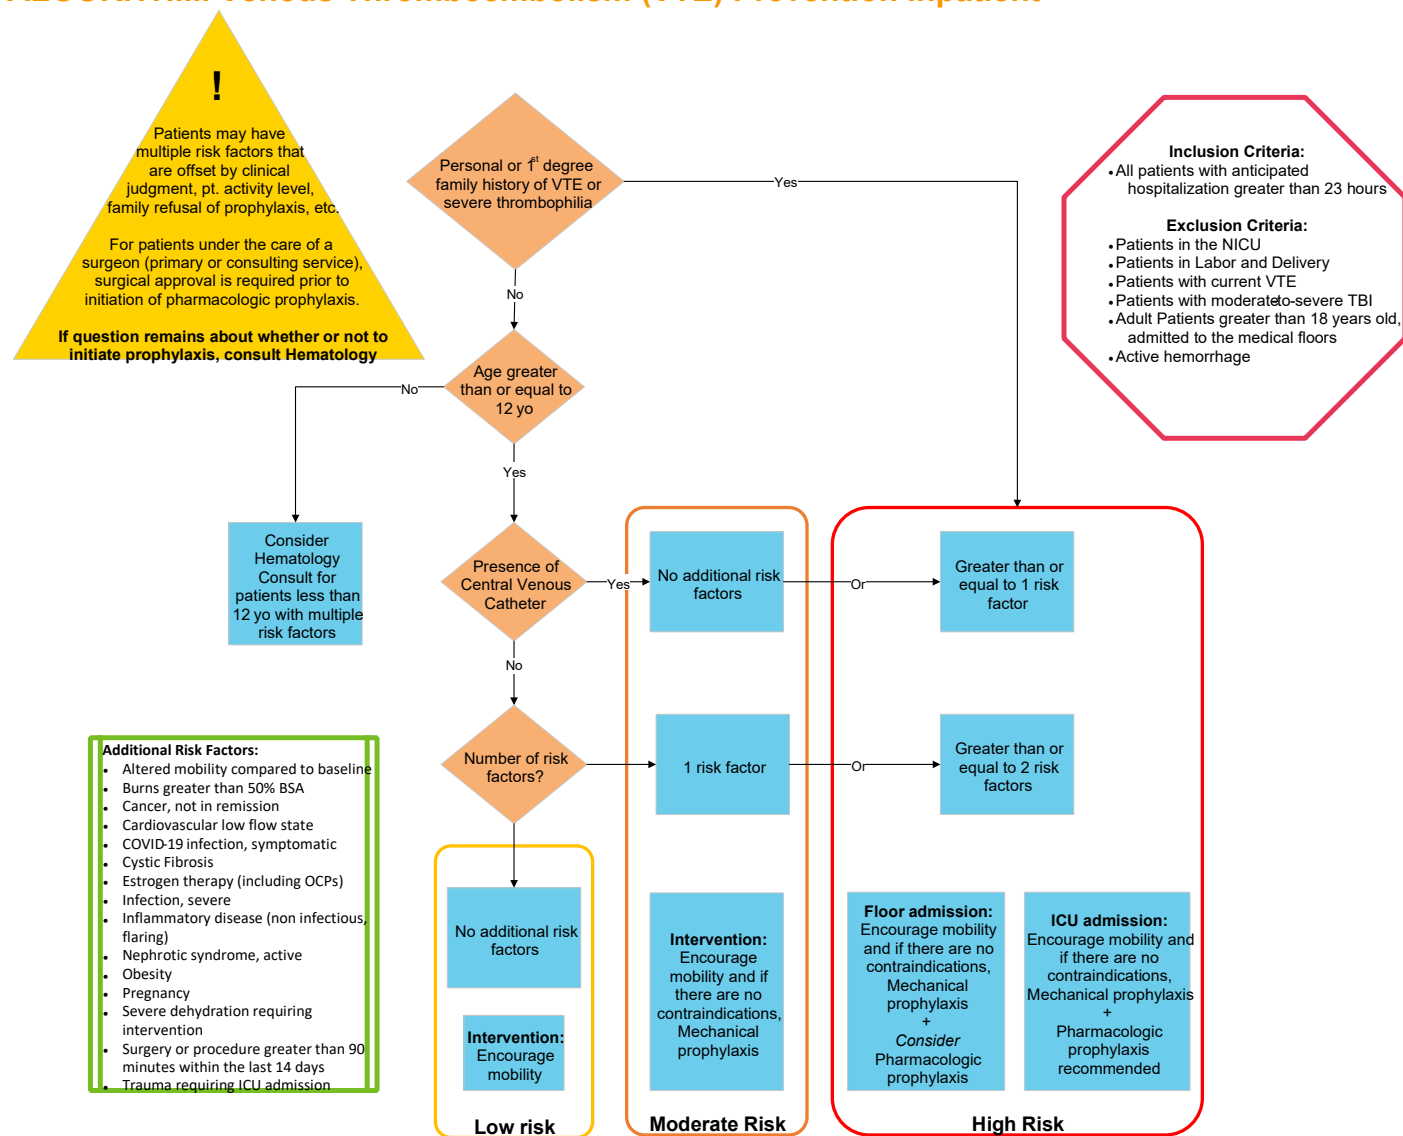 Venous Thromboembolism (VTE) Prevention Inpatient
!
Patients may have
multiple risk factors that
are offset by clinical
judgment, pt. activity level,
family refusal of prophylaxis, etc.
For patients under the care of a
surgeon (primary or consulting service),
surgical approval is required prior to
initiation of pharmacologic prophylaxis.
If question remains about whether or not to
initiate prophylaxis, consult Hematology
Personal or 1st degree
family history of VTE or
severe thrombophilia
Yes
No
Inclusion Criteria:
• All patients with anticipated
hospitalization greater than 23 hours
Exclusion Criteria:
• Patients in the NICU
• Patients in Labor and Delivery
• Patients with current VTE
• Patients with moderate-to-severe TBI
• Adult Patients greater than 18 years old,
admitted to the medical floors
• Active hemorrhage
Age greater
than or equal to
12 yo
No
Yes
Consider
Hematology
Consult for
patients less than
12 yo with multiple
risk factors
Presence of
Central Venous
Catheter
Yes
No additional risk
factors
Or
Greater than or
equal to 1 risk
factor
No
Number of risk
factors?
1 risk factor
Or
Greater than or
equal to 2 risk
factors
Additional Risk Factors:
• Altered mobility compared to baseline
• Burns greater than 50% BSA
• Cancer, not in remission
• Cardiovascular low flow state
• COVID-19 infection, symptomatic
• Cystic Fibrosis
• Estrogen therapy (including OCPs)
• Infection, severe
• Inflammatory disease (non infectious,
flaring)
• Nephrotic syndrome, active
• Obesity
• Pregnancy
• Severe dehydration requiring
intervention
• Surgery or procedure greater than 90
minutes within the last 14 days
• Trauma requiring ICU admission
No additional risk
factors
Intervention:
Encourage
mobility
Low risk
Intervention:
Encourage
mobility and if
there are no
contraindications,
Mechanical
prophylaxis
Moderate Risk
Floor admission:
Encourage mobility
and if there are no
contraindications,
Mechanical
prophylaxis
+
Consider
Pharmacologic
prophylaxis
ICU admission:
Encourage mobility and
if there are no
contraindications,
Mechanical prophylaxis
+
Pharmacologic
prophylaxis
recommended
High Risk